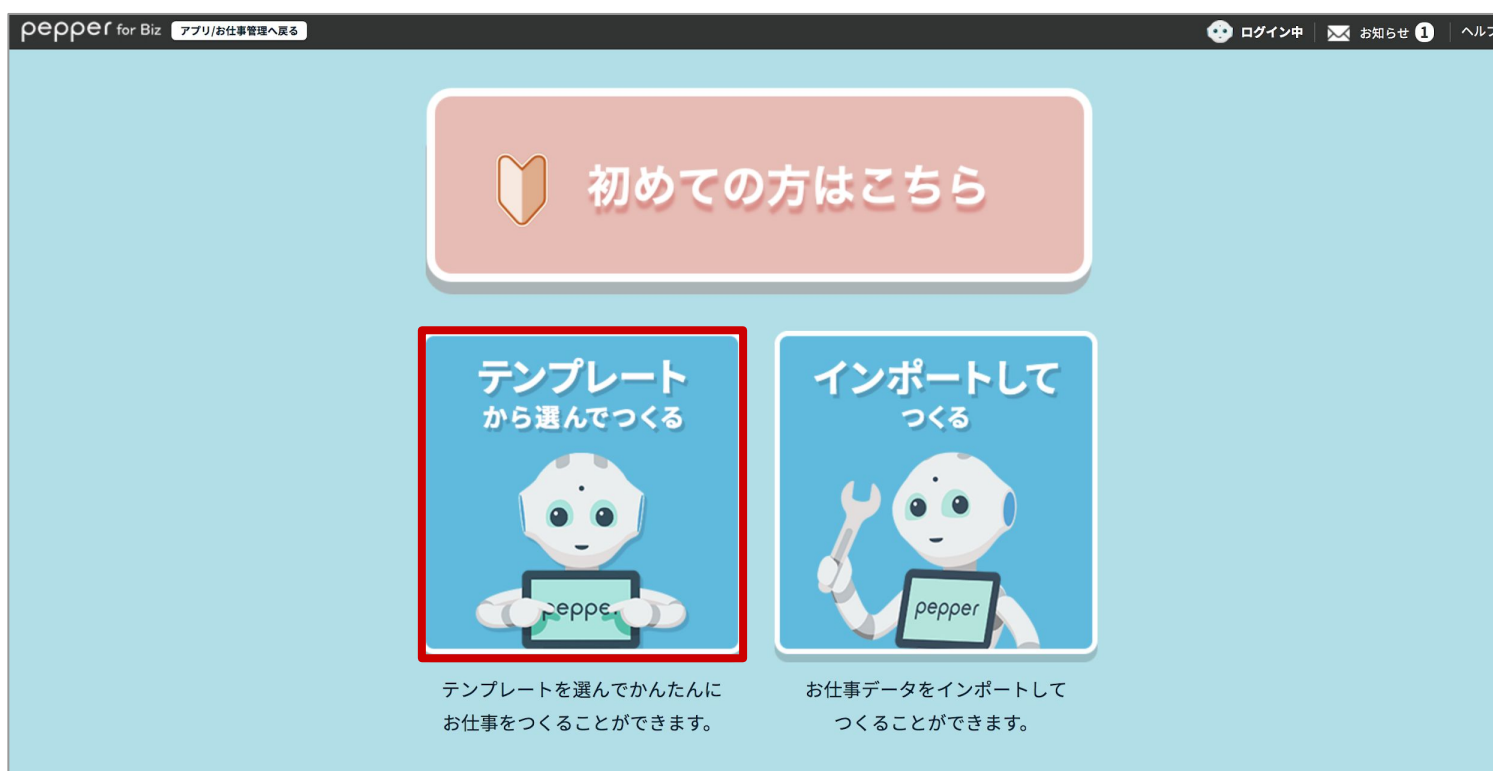 pepper for Biz アプリ/お仕事管理へ戻る ログイン中 お知らせ 1 ヘルプ
初めての方はこちら
テンプレート
から選んでつくる
インポートして
つくる
pepper
pepper
テンプレートを選んでかんたんに
お仕事をつくることができます。
お仕事データをインポートして
つくることができます。